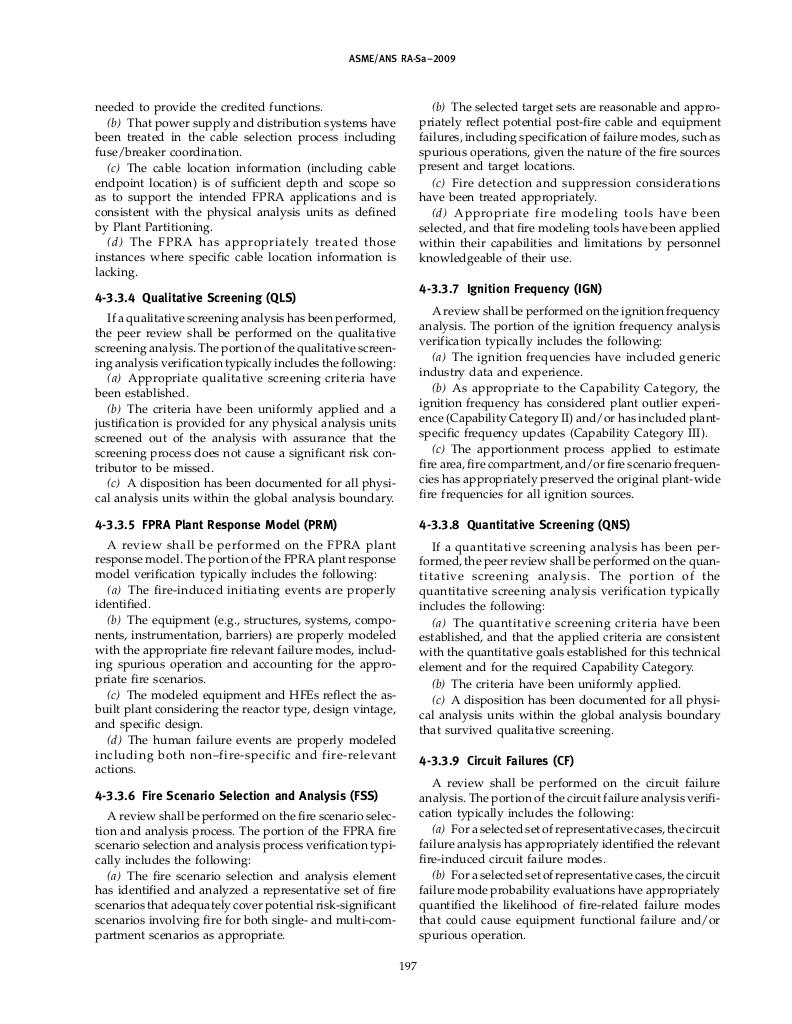 ASME/ANS RA-Sa–2009
needed to provide the credited functions.
(b) That power supply and distribution systems have
been treated in the cable selection process including
fuse/breaker coordination.
(c) The cable location information (including cable
endpoint location) is of sufficient depth and scope so
as to support the intended FPRA applications and is
consistent with the physical analysis units as defined
by Plant Partitioning.
(d) The FPRA has appropriately treated those
instances where specific cable location information is
lacking.
4-3.3.4 Qualitative Screening (QLS)
If a qualitative screening analysis has been performed,
the peer review shall be performed on the qualitative
screening analysis. The portion of the qualitative screen-
ing analysis verification typically includes the following:
(a) Appropriate qualitative screening criteria have
been established.
(b) The criteria have been uniformly applied and a
justification is provided for any physical analysis units
screened out of the analysis with assurance that the
screening process does not cause a significant risk con-
tributor to be missed.
(c) A disposition has been documented for all physi-
cal analysis units within the global analysis boundary.
4-3.3.5 FPRA Plant Response Model (PRM)
A review shall be performed on the FPRA plant
response model. The portion of the FPRA plant response
model verification typically includes the following:
(a) The fire-induced initiating events are properly
identified.
(b) The equipment (e.g., structures, systems, compo-
nents, instrumentation, barriers) are properly modeled
with the appropriate fire relevant failure modes, includ-
ing spurious operation and accounting for the appro-
priate fire scenarios.
(c) The modeled equipment and HFEs reflect the as-
built plant considering the reactor type, design vintage,
and specific design.
(d) The human failure events are properly modeled
including both non–fire-specific and fire-relevant
actions.
4-3.3.6 Fire Scenario Selection and Analysis (FSS)
A review shall be performed on the fire scenario selec-
tion and analysis process. The portion of the FPRA fire
scenario selection and analysis process verification typi-
cally includes the following:
(a) The fire scenario selection and analysis element
has identified and analyzed a representative set of fire
scenarios that adequately cover potential risk-significant
scenarios involving fire for both single- and multi-com-
partment scenarios as appropriate.
(b) The selected target sets are reasonable and appro-
priately reflect potential post-fire cable and equipment
failures, including specification of failure modes, such as
spurious operations, given the nature of the fire sources
present and target locations.
(c) Fire detection and suppression considerations
have been treated appropriately.
(d) Appropriate fire modeling tools have been
selected, and that fire modeling tools have been applied
within their capabilities and limitations by personnel
knowledgeable of their use.
4-3.3.7 Ignition Frequency (IGN)
A review shall be performed on the ignition frequency
analysis. The portion of the ignition frequency analysis
verification typically includes the following:
(a) The ignition frequencies have included generic
industry data and experience.
(b) As appropriate to the Capability Category, the
ignition frequency has considered plant outlier experi-
ence (Capability Category II) and/or has included plant-
specific frequency updates (Capability Category III).
(c) The apportionment process applied to estimate
fire area, fire compartment, and/or fire scenario frequen-
cies has appropriately preserved the original plant-wide
fire frequencies for all ignition sources.
4-3.3.8 Quantitative Screening (QNS)
If a quantitative screening analysis has been per-
formed, the peer review shall be performed on the quan-
titative screening analysis. The portion of the
quantitative screening analysis verification typically
includes the following:
(a) The quantitative screening criteria have been
established, and that the applied criteria are consistent
with the quantitative goals established for this technical
element and for the required Capability Category.
(b) The criteria have been uniformly applied.
(c) A disposition has been documented for all physi-
cal analysis units within the global analysis boundary
that survived qualitative screening.
4-3.3.9 Circuit Failures (CF)
A review shall be performed on the circuit failure
analysis. The portion of the circuit failure analysis verifi-
cation typically includes the following:
(a) For a selected set of representative cases, the circuit
failure analysis has appropriately identified the relevant
fire-induced circuit failure modes.
(b) For a selected set of representative cases, the circuit
failure mode probability evaluations have appropriately
quantified the likelihood of fire-related failure modes
that could cause equipment functional failure and/or
spurious operation.
197